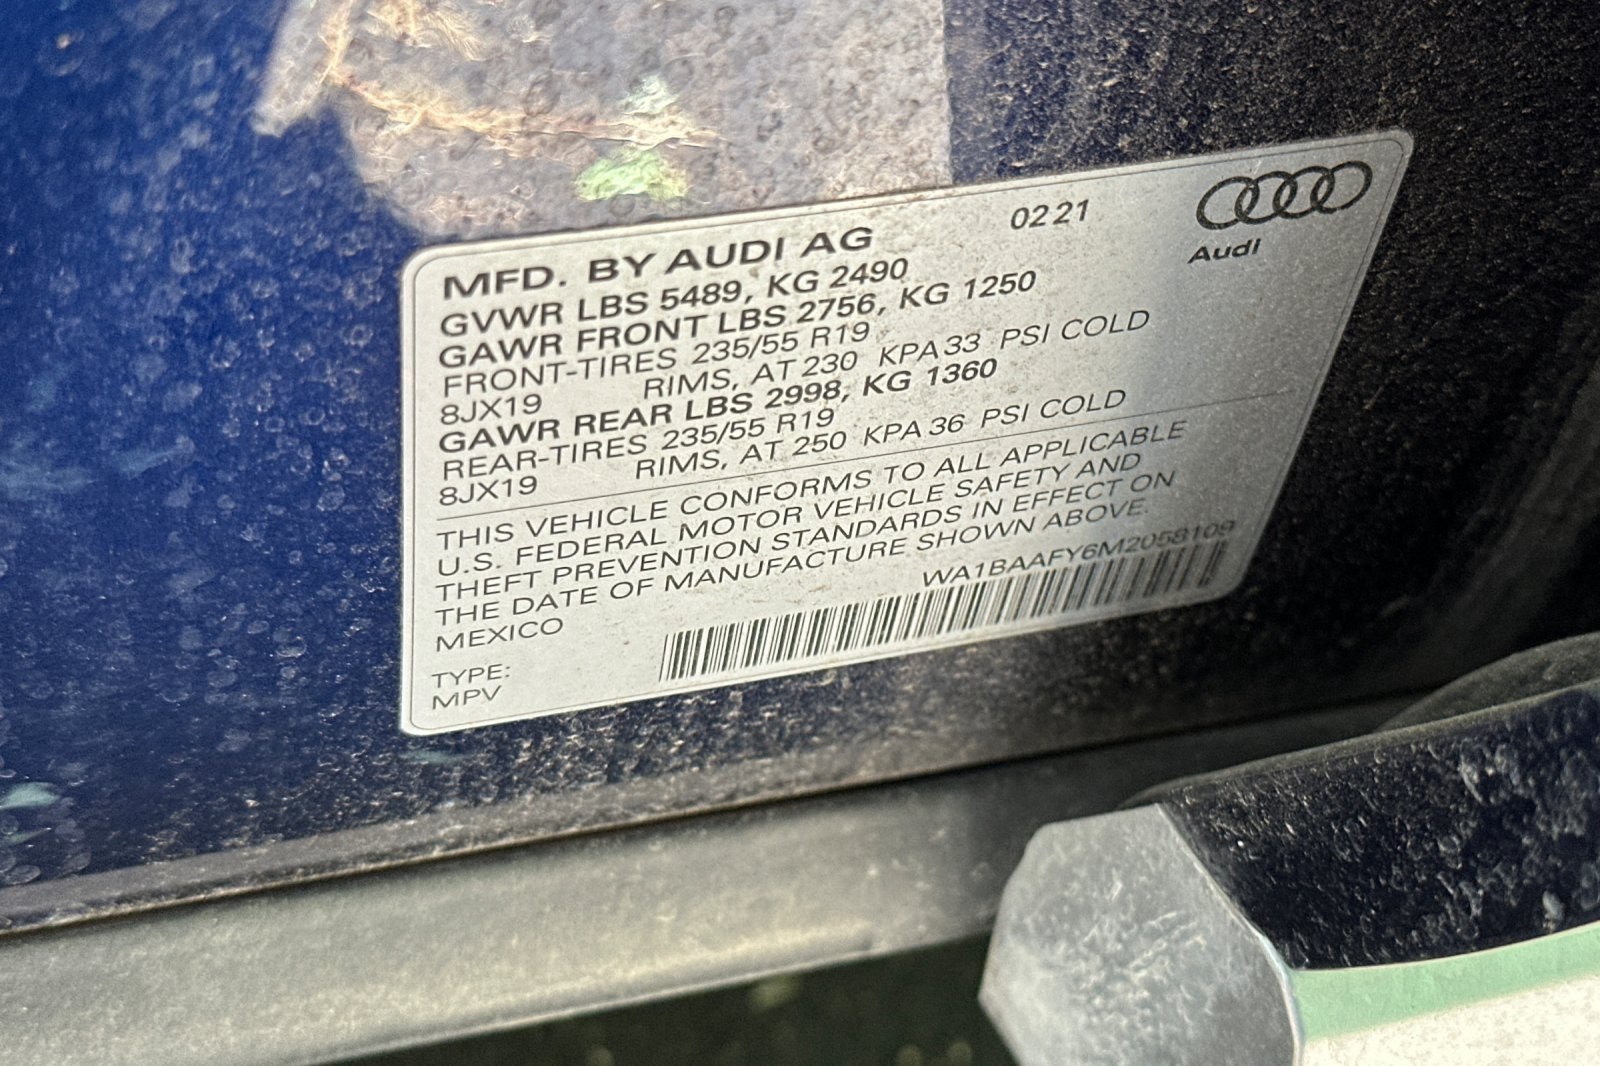 MFD. BY AUDI AG 0221
Audi
GVWR LBS 5489, KG 2490
GAWR FRONT LBS 2756, KG 1250
FRONT-TIRES 235/55 R19
8JX19 RIMS, AT 230 KPA 33 PSI COLD
GAWR REAR LBS 2998, KG 1360
REAR-TIRES 235/55 R19
8JX19 RIMS, AT 250 KPA 36 PSI COLD
THIS VEHICLE CONFORMS TO ALL APPLICABLE
U.S. FEDERAL MOTOR VEHICLE SAFETY AND
THEFT PREVENTION STANDARDS IN EFFECT ON
THE DATE OF MANUFACTURE SHOWN ABOVE.
MEXICO WA1BAAFY6M2058109
TYPE:
MPV